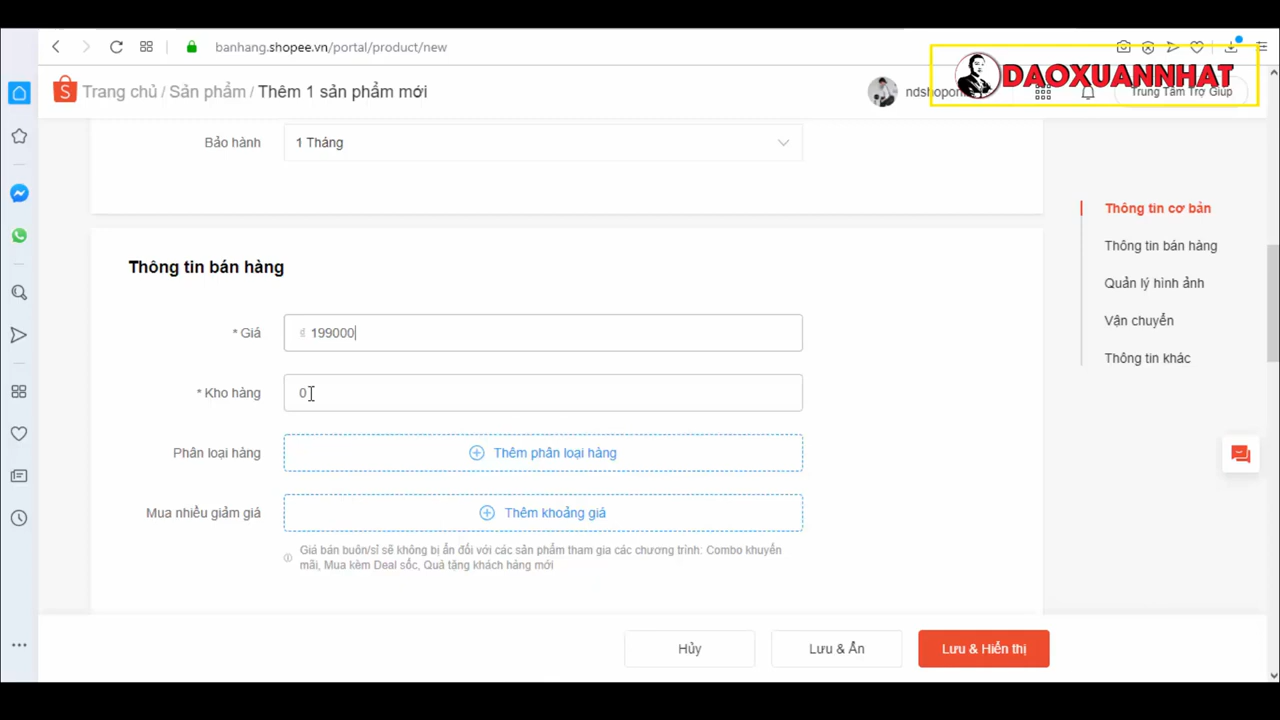 banhang.shopee.vn/portal/product/new
DAOXUANNHAT
Trang chủ / Sản phẩm / Thêm 1 sản phẩm mới
Trung Tâm Trợ Giúp
Bảo hành
1 Tháng
Thông tin cơ bản
Thông tin bán hàng
Quản lý hình ảnh
Vận chuyển
Thông tin khác
Thông tin bán hàng
* Giá
₫ 199000
* Kho hàng
0
Phân loại hàng
Thêm phân loại hàng
Mua nhiều giảm giá
Thêm khoảng giá
Giá bán buôn/sỉ sẽ không bị ẩn đối với các sản phẩm tham gia các chương trình: Combo khuyến
mãi, Mua kèm Deal sốc, Quà tặng khách hàng mới
Hủy
Lưu & Ẩn
Lưu & Hiển thị